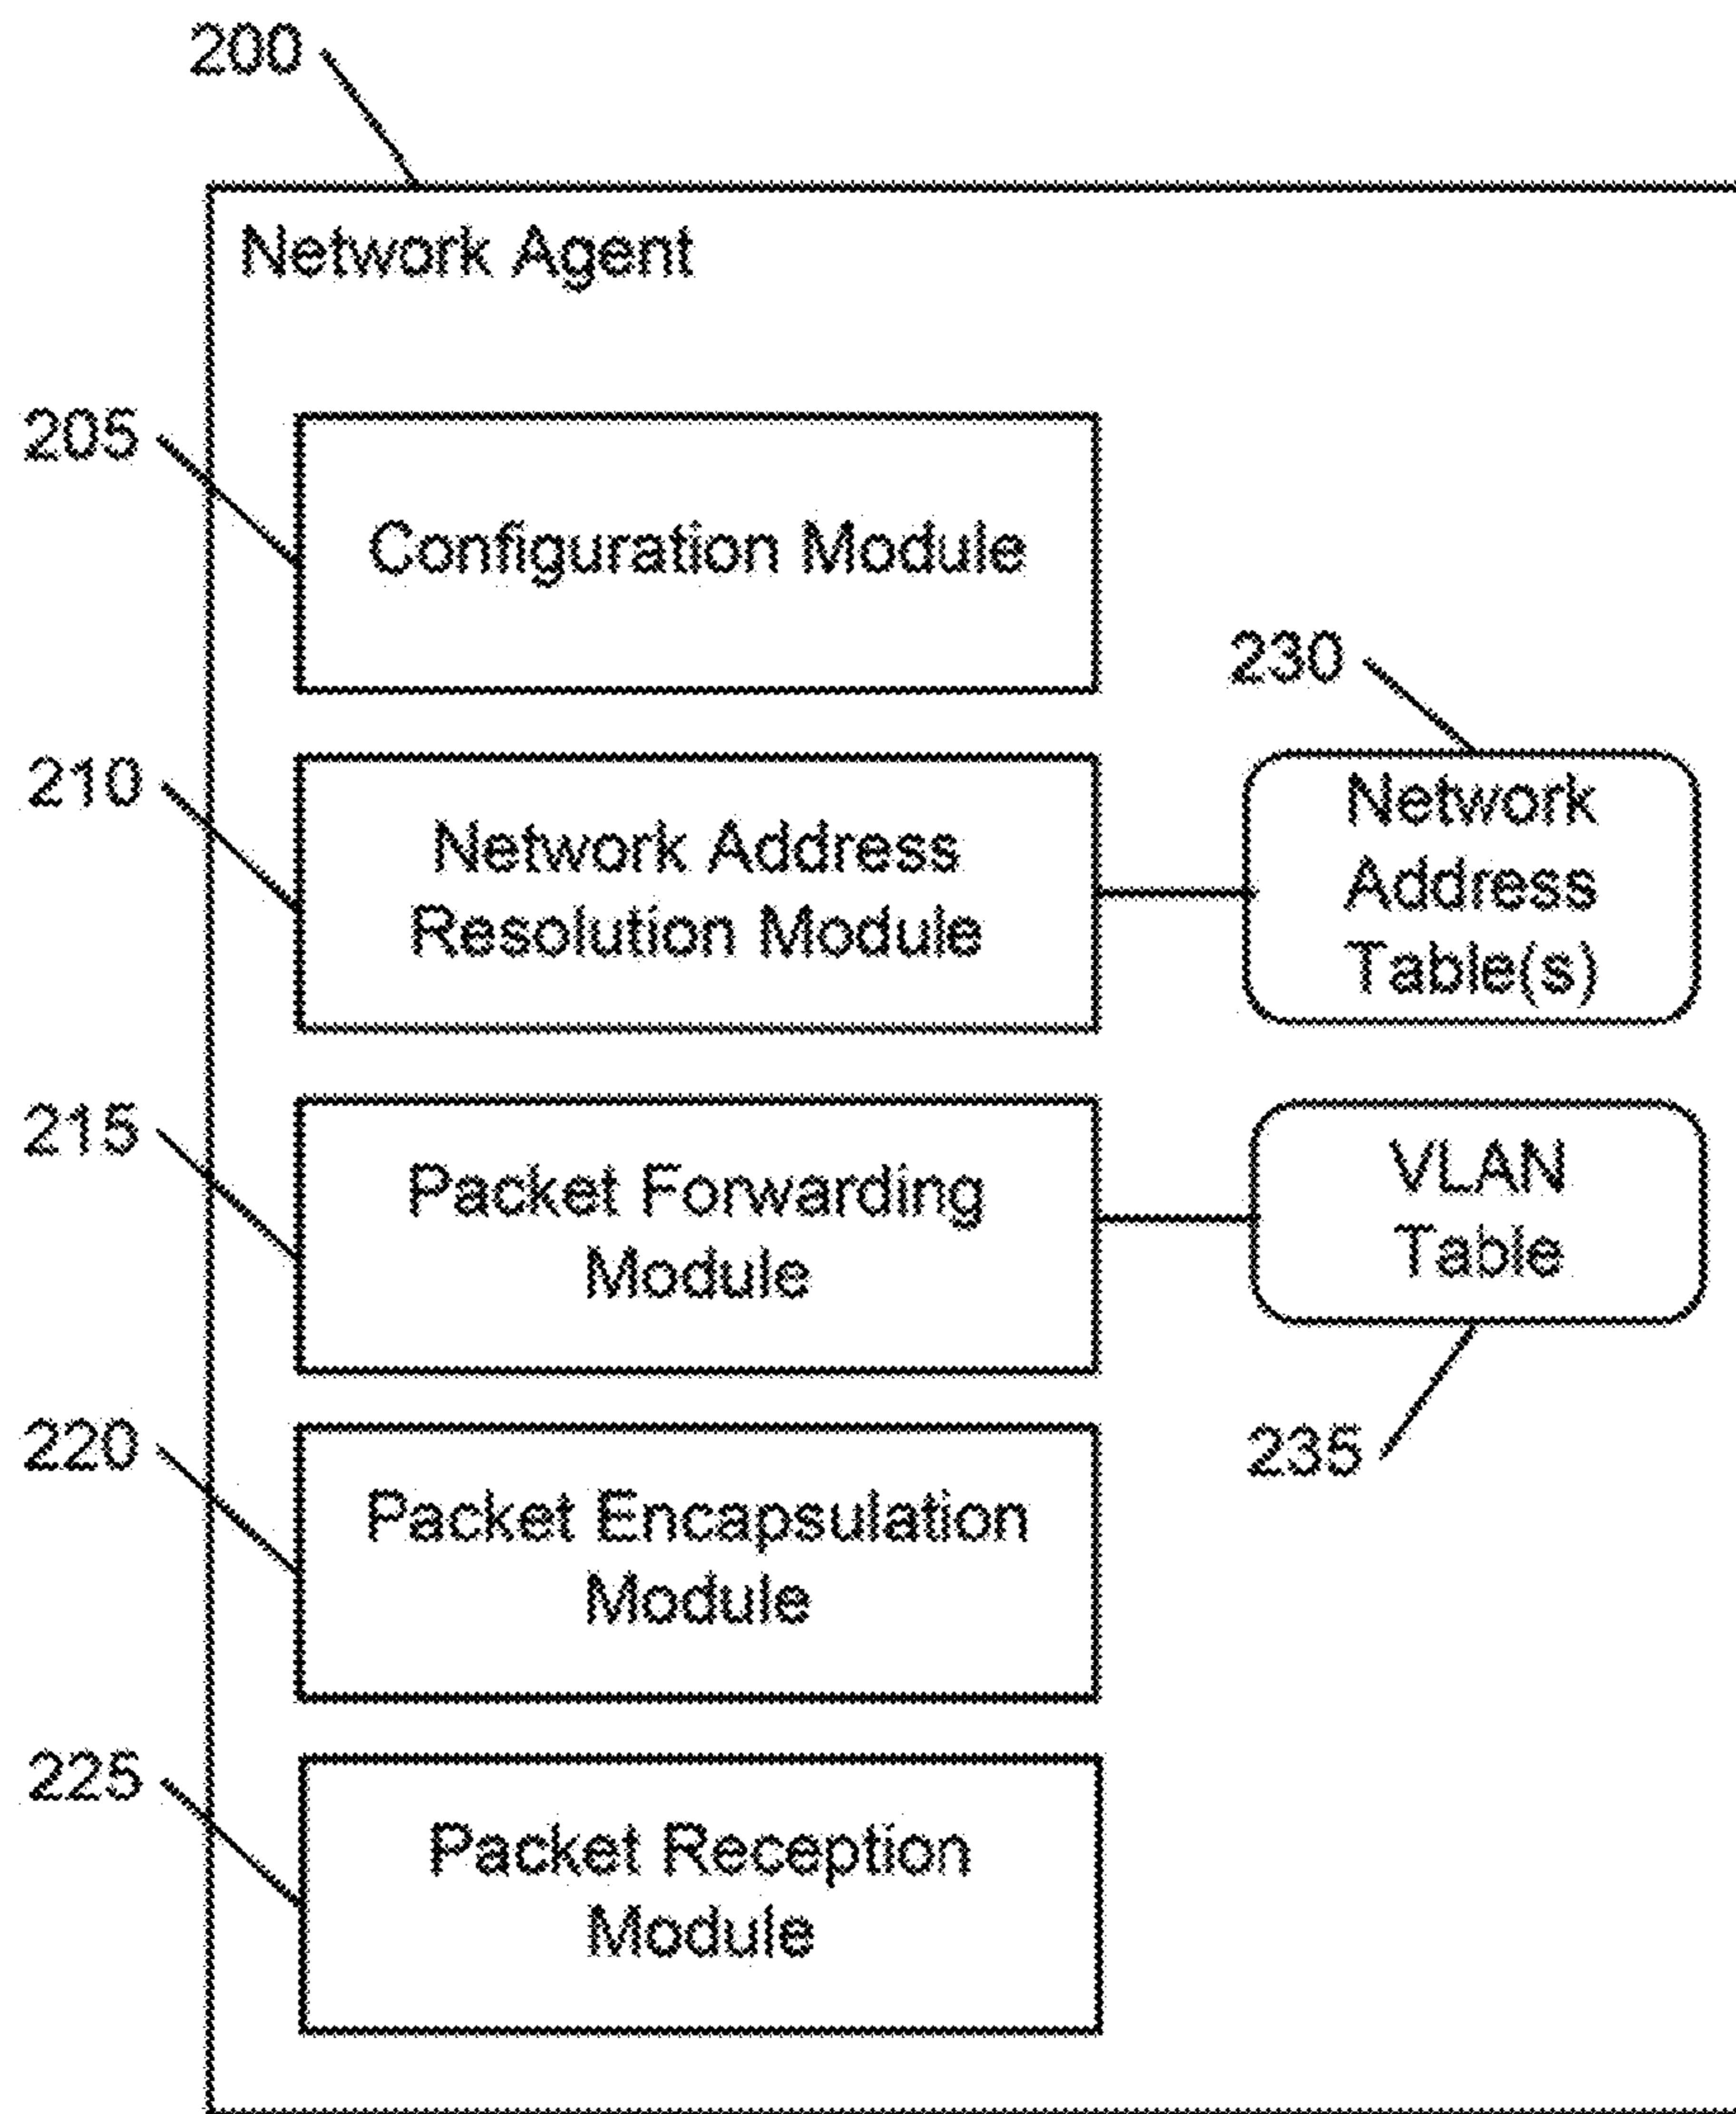 200
Network Agent
205
Configuration Module
230
210
Network Address
Resolution Module
Network
Address
Table(s)
215
Packet Forwarding
Module
VLAN
Table
220
235
Packet Encapsulation
Module
225
Packet Reception
Module